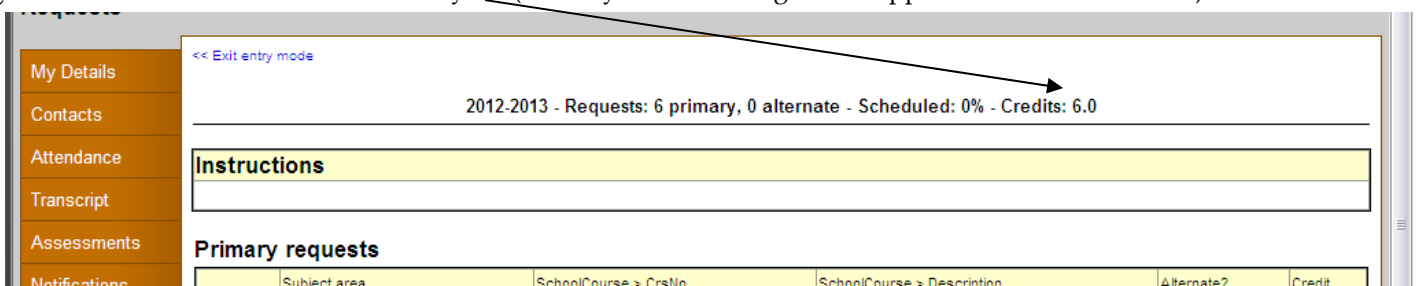 Requests
<< Exit entry mode
My Details
2012-2013 - Requests: 6 primary, 0 alternate - Scheduled: 0% - Credits: 6.0
Contacts
Attendance
Instructions
Transcript
Assessments
Primary requests
Notifications
Subject area SchoolCourse > CrsNo SchoolCourse > Description Alternate? Credit